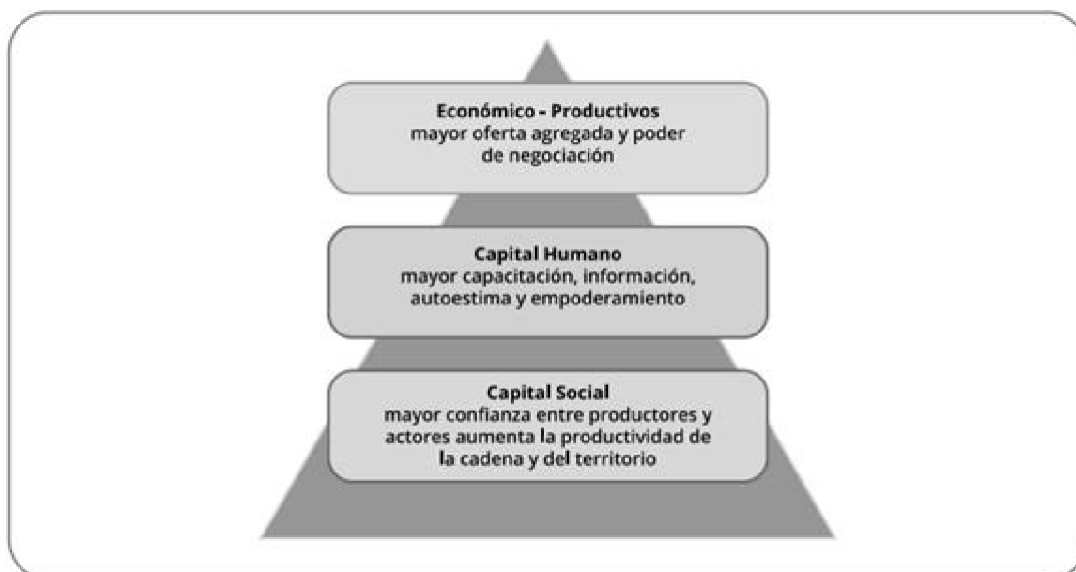 Económico - Productivos
mayor oferta agregada y poder
de negociación
Capital Humano
mayor capacitación, información,
autoestima y empoderamiento
Capital Social
mayor confianza entre productores y
actores aumenta la productividad de
la cadena y del territorio